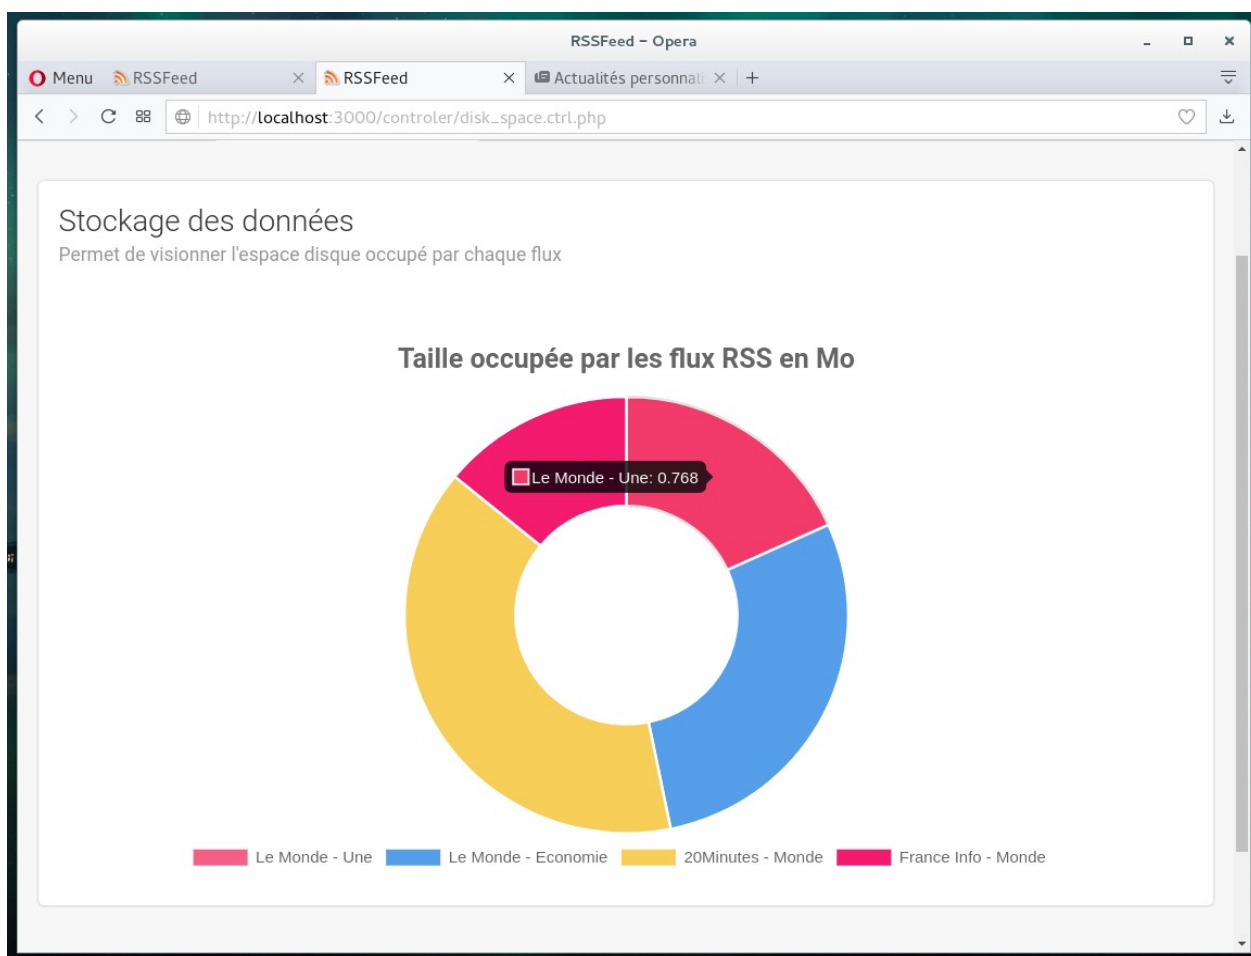 RSSFeed – Opera
Menu RSSFeed RSSFeed Actualités personnali
http://localhost:3000/controler/disk_space.ctrl.php
Stockage des données
Permet de visionner l'espace disque occupé par chaque flux
Taille occupée par les flux RSS en Mo
Le Monde - Une: 0.768
Le Monde - Une Le Monde - Economie 20Minutes - Monde France Info - Monde